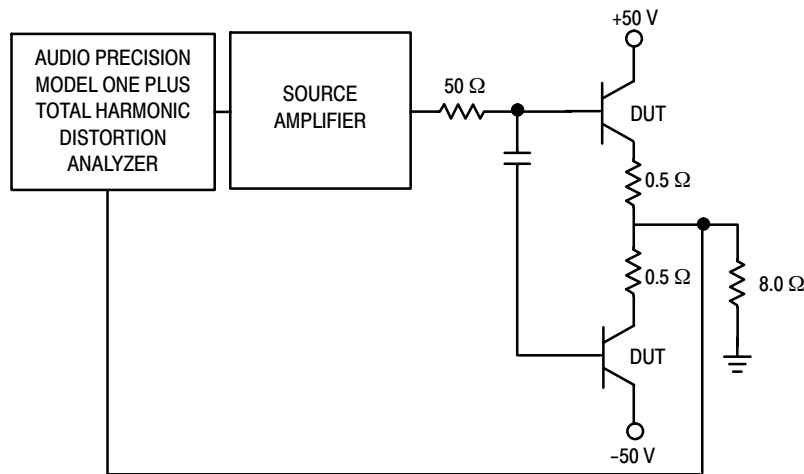 AUDIO PRECISION
MODEL ONE PLUS
TOTAL HARMONIC
DISTORTION
ANALYZER
SOURCE
AMPLIFIER
50 Ω
+50 V
DUT
0.5 Ω
0.5 Ω
8.0 Ω
DUT
–50 V